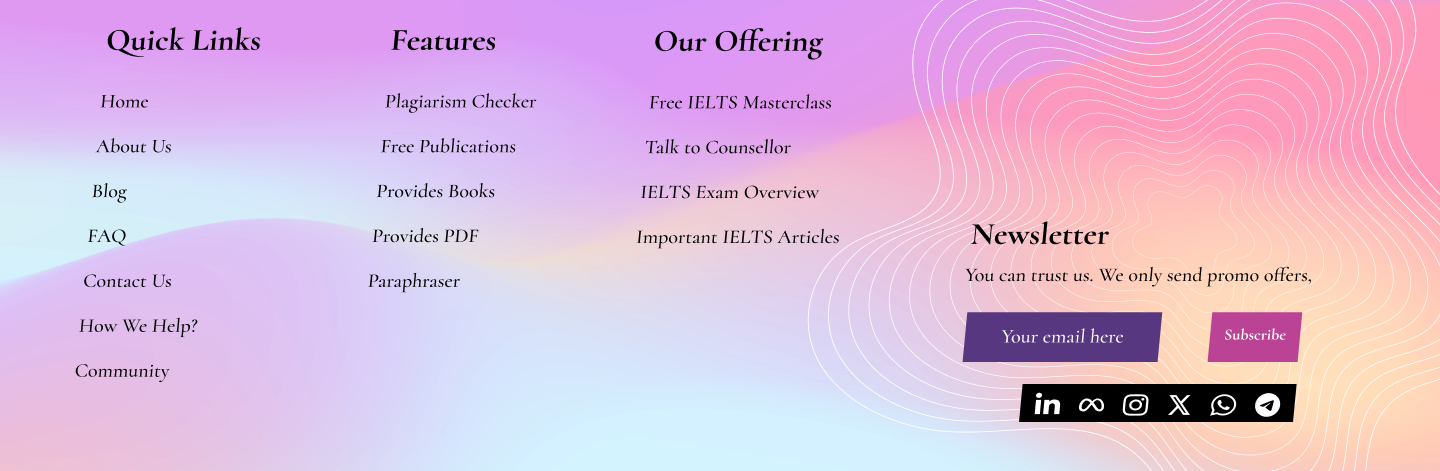 Quick Links
Home
About Us
Blog
FAQ
Contact Us
How We Help?
Community
Features
Plagiarism Checker
Free Publications
Provides Books
Provides PDF
Paraphraser
Our Offering
Free IELTS Masterclass
Talk to Counsellor
IELTS Exam Overview
Important IELTS Articles
Newsletter
You can trust us. We only send promo offers,
Your email here
Subscribe